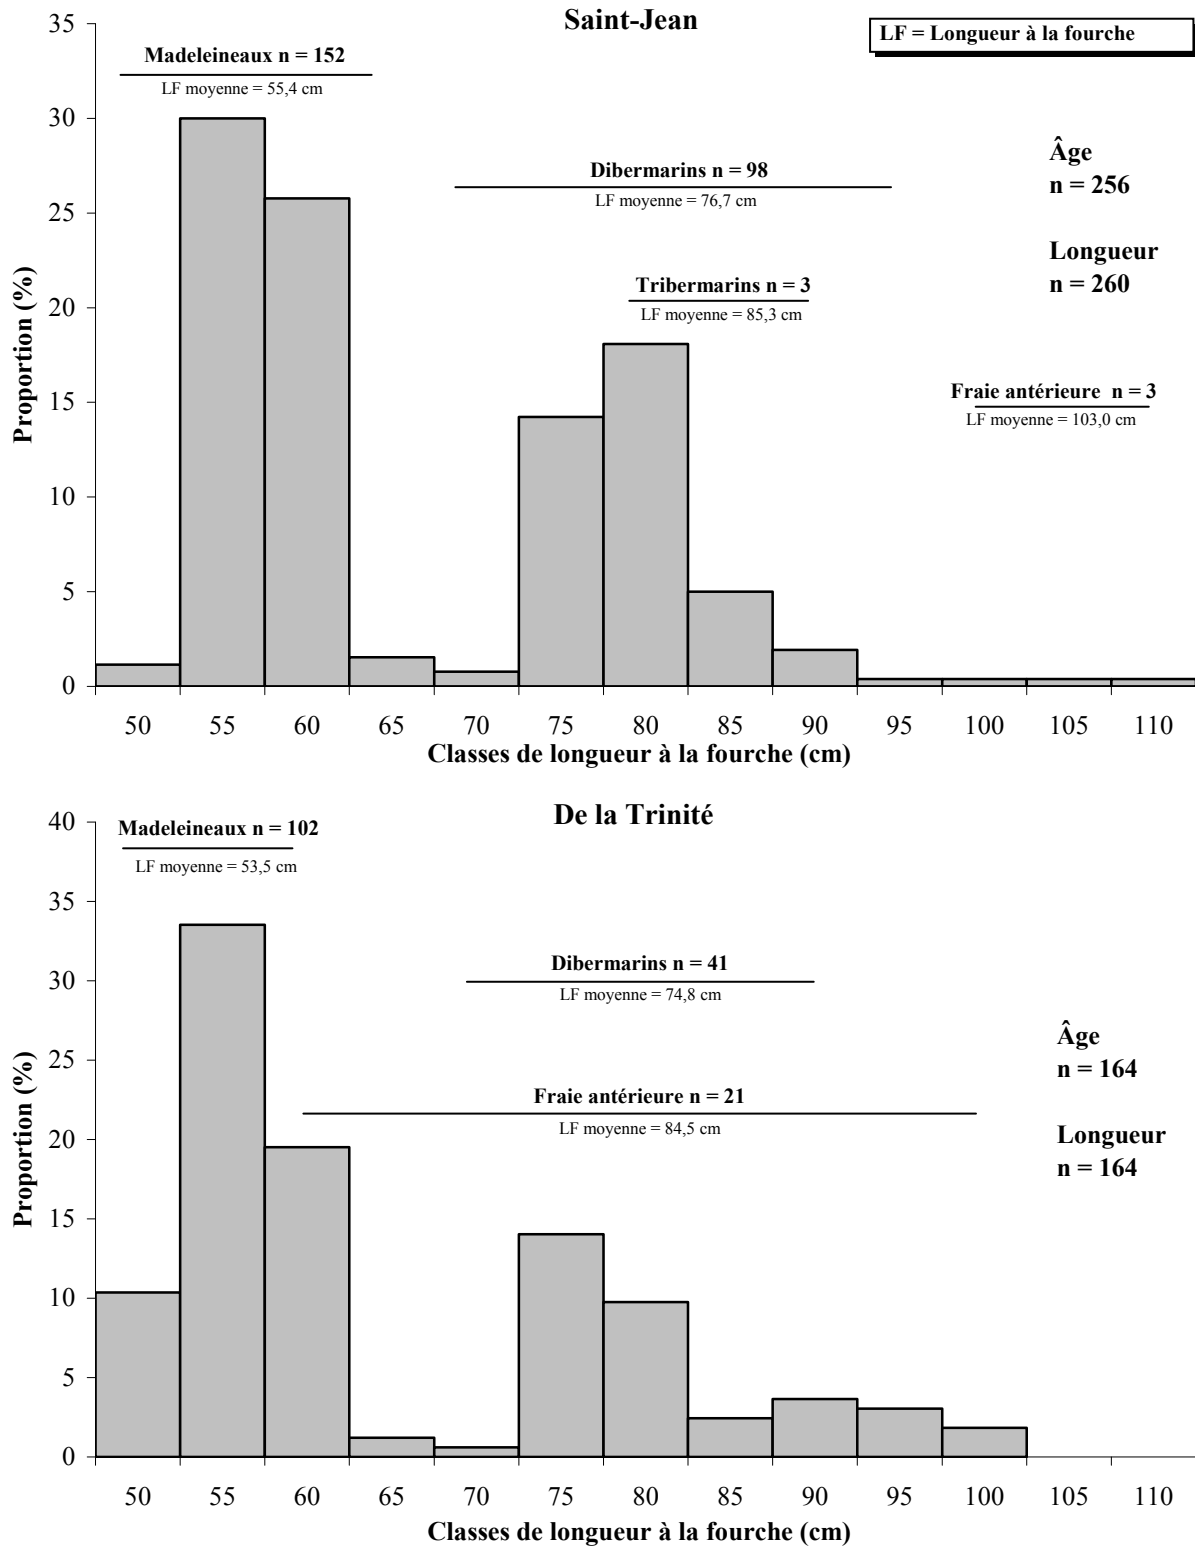 Saint-Jean
LF = Longueur à la fourche
Madeleineaux n = 152
LF moyenne = 55,4 cm
Dibermarins n = 98
LF moyenne = 76,7 cm
Tribermarins n = 3
LF moyenne = 85,3 cm
Fraie antérieure n = 3
LF moyenne = 103,0 cm
Âge
n = 256
Longueur
n = 260
Proportion (%)
35
30
25
20
15
10
5
0
50 55 60 65 70 75 80 85 90 95 100 105 110
Classes de longueur à la fourche (cm)
De la Trinité
Madeleineaux n = 102
LF moyenne = 53,5 cm
Dibermarins n = 41
LF moyenne = 74,8 cm
Fraie antérieure n = 21
LF moyenne = 84,5 cm
Âge
n = 164
Longueur
n = 164
Proportion (%)
40
35
30
25
20
15
10
5
0
50 55 60 65 70 75 80 85 90 95 100 105 110
Classes de longueur à la fourche (cm)